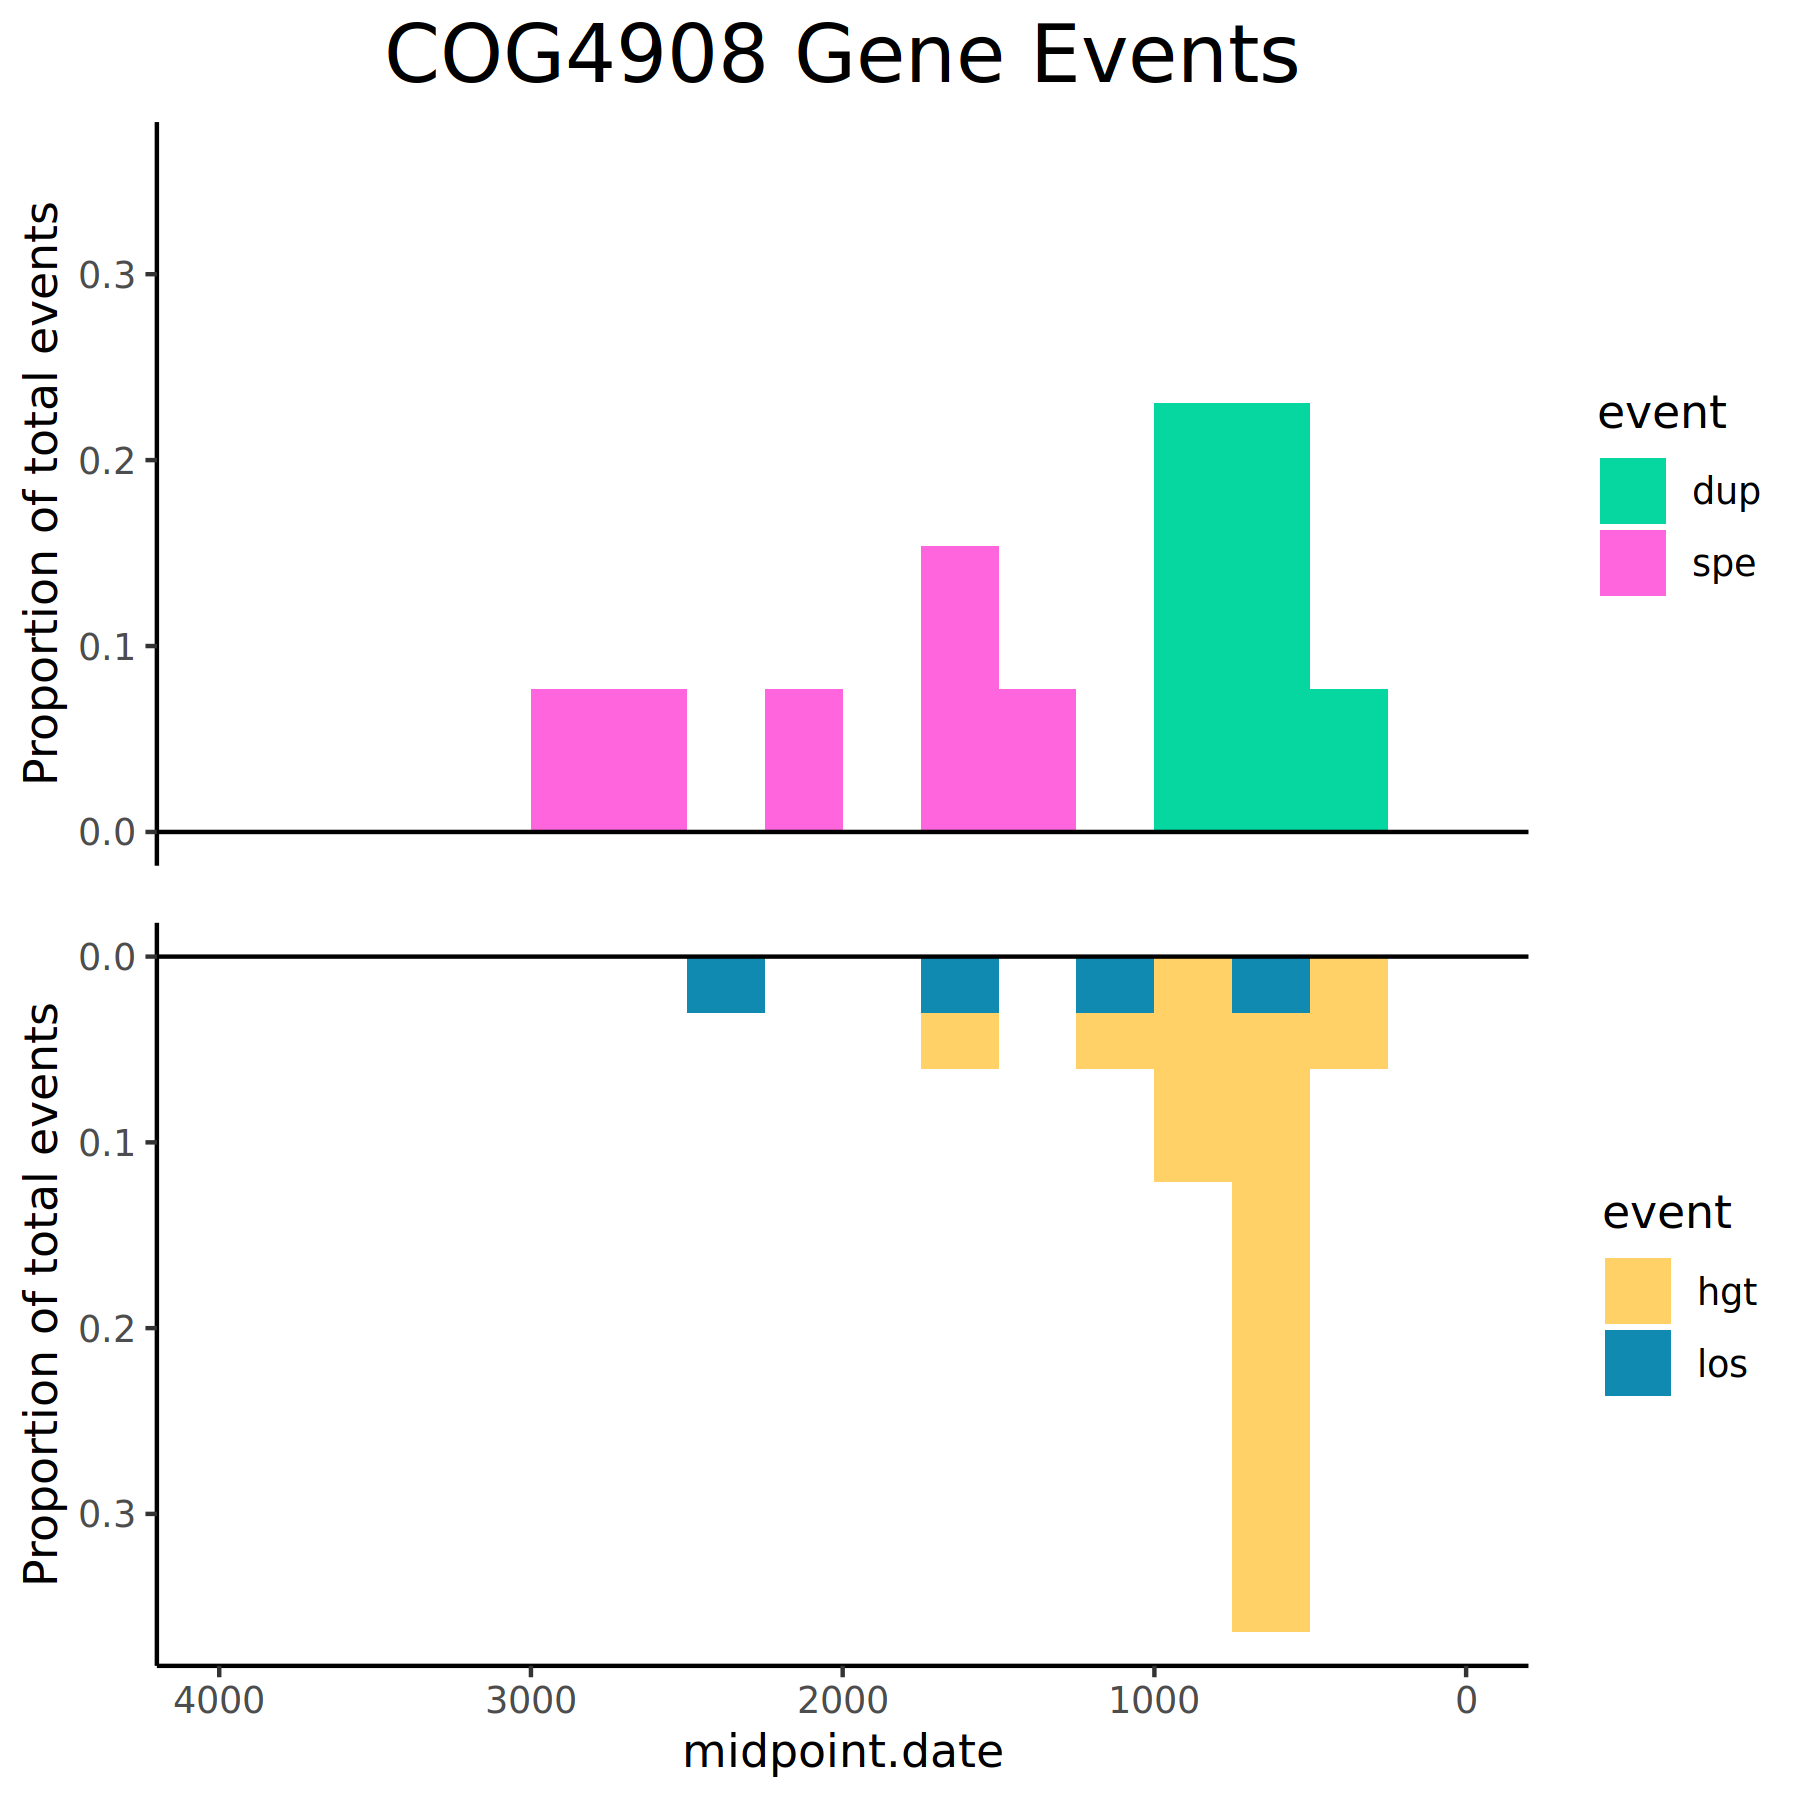 COG4908 Gene Events
Proportion of total events
0.3
0.2
0.1
0.0
event
dup
spe
Proportion of total events
0.0
0.1
0.2
0.3
event
hgt
los
4000 3000 2000 1000 0
midpoint.date